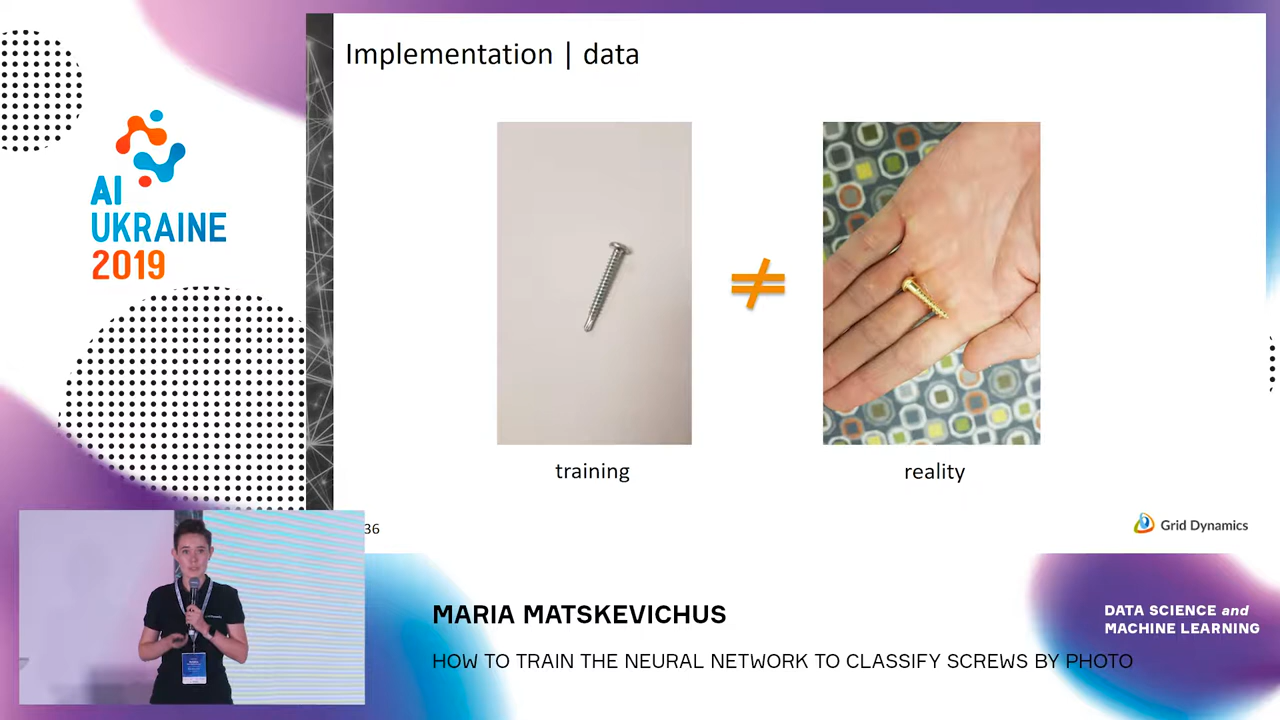 Implementation | data
AI
UKRAINE
2019
≠
training
reality
36
Grid Dynamics
MARIA MATSKEVICHUS
HOW TO TRAIN THE NEURAL NETWORK TO CLASSIFY SCREWS BY PHOTO
DATA SCIENCE and
MACHINE LEARNING